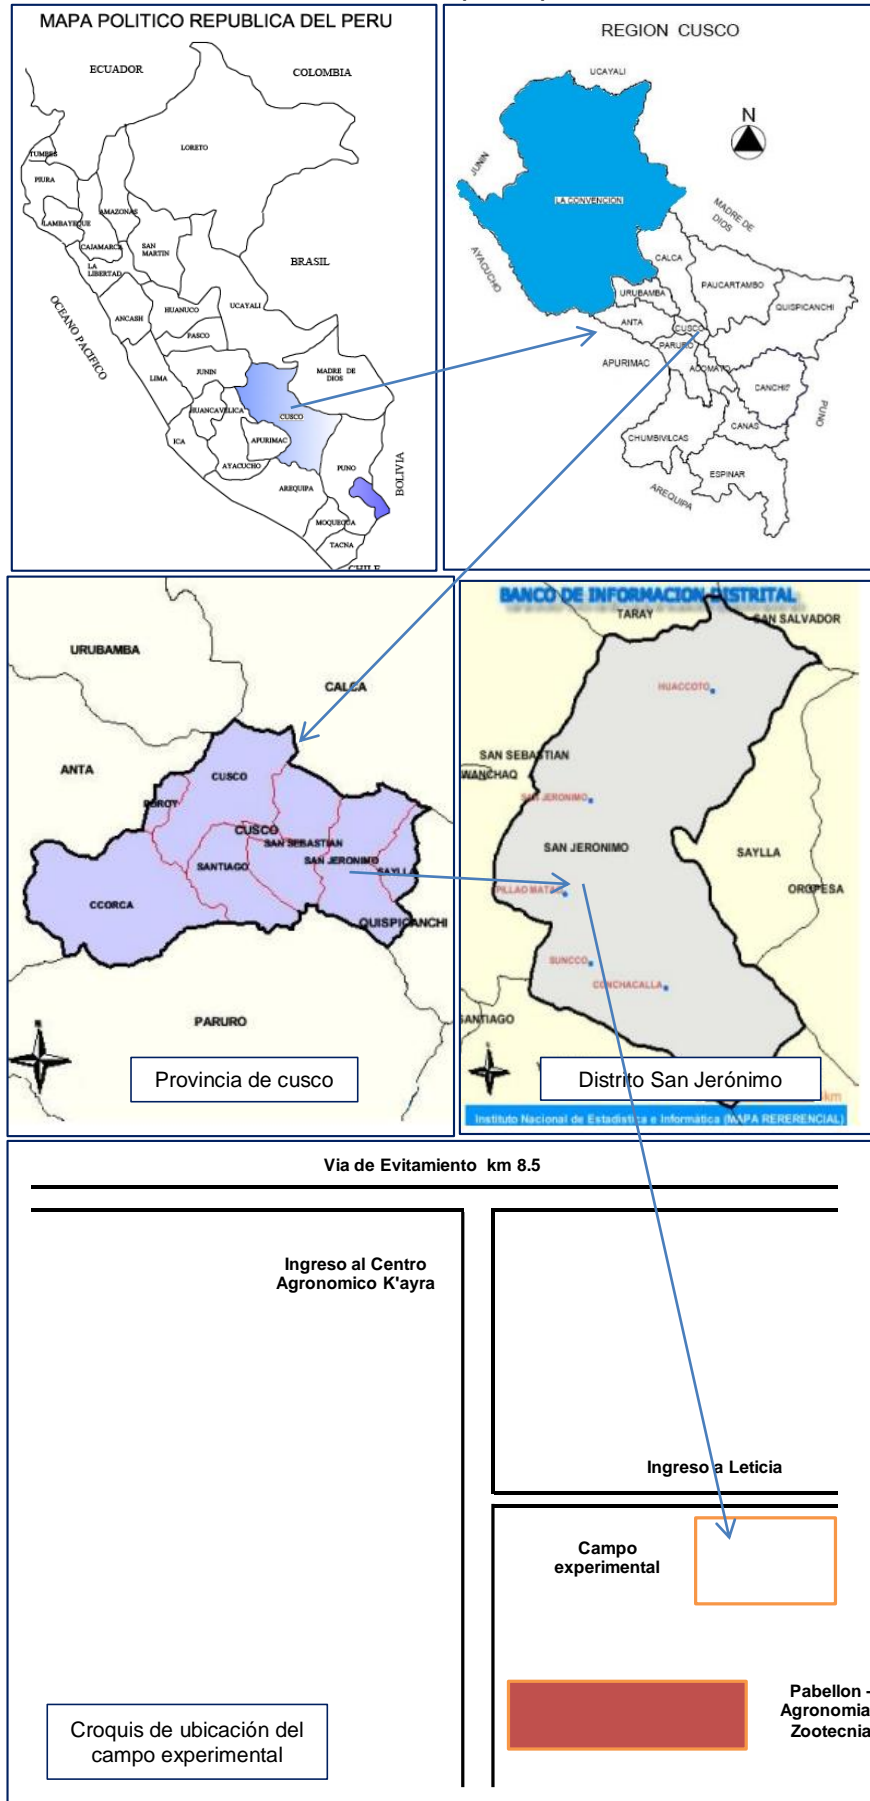 MAPA POLITICO REPUBLICA DEL PERU
ECUADOR
COLOMBIA
LORETO
TUMBES
PIURA
AMAZONAS
LAMBAYEQUE
CAJAMARCA
SAN
MARTIN
LA
LIBERTAD
BRASIL
ANCASH
HUANUCO
UCAYALI
PASCO
OCEANO PACIFICO
LIMA
JUNIN
MADRE DE
DIOS
HUANCAVELICA
CUSCO
ICA
APURIMAC
AYACUCHO
PUNO
AREQUIPA
BOLIVIA
MOQUEGUA
TACNA
CHILE
REGION CUSCO
UCAYALI
N
JUNIN
LA CONVENCION
MADRE DE
DIOS
AYACUCHO
CALCA
PAUCARTAMBO
URUBAMBA
QUISPICANCHI
ANTA
CUSCO
PARURO
APURIMAC
ACOMAYO
CANCHIS
PUNO
CANAS
CHUMBIVILCAS
ESPINAR
AREQUIPA
URUBAMBA
CALCA
ANTA
CUSCO
POROY
CUSCO
SAN SEBASTIAN
SANTIAGO
SAN JERONIMO
SAYLLA
CCORCA
QUISPICANCHI
PARURO
N
Provincia de cusco
BANCO DE INFORMACION DISTRITAL
TARAY
SAN SALVADOR
HUACCOTO
SAN SEBASTIAN
WANCHAQ
SAN JERONIMO
SAN JERONIMO
SAYLLA
PILLAO MATAO
OROPESA
SUNCCO
CONCHACALLA
SANTIAGO
Distrito San Jerónimo
km
Instituto Nacional de Estadistica e Informática (MAPA RERERENCIAL)
Via de Evitamiento km 8.5
Ingreso al Centro
Agronomico K'ayra
Ingreso a Leticia
Campo
experimental
Pabellon -
Agronomia
Zootecnia
Croquis de ubicación del
campo experimental